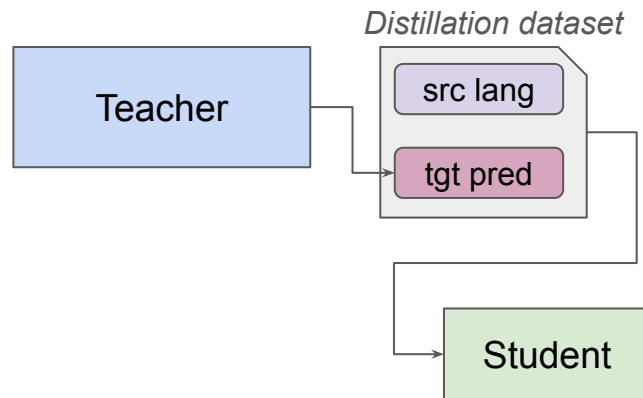 Distillation dataset
Teacher
src lang
tgt pred
Student